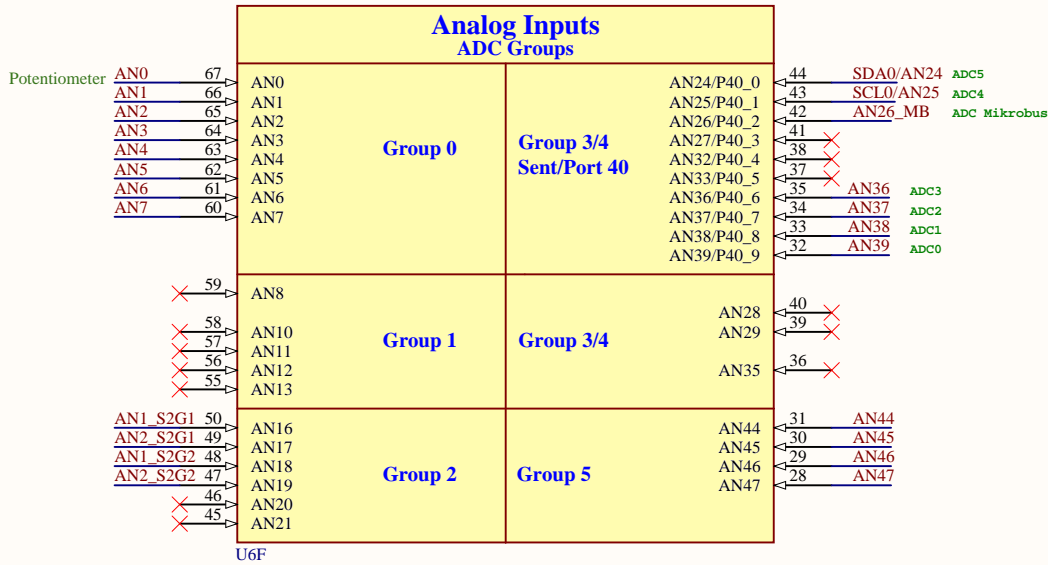 Analog Inputs
ADC Groups
Potentiometer AN0 67 AN0
AN1 66 AN1
AN2 65 AN2
AN3 64 AN3
AN4 63 AN4
AN5 62 AN5
AN6 61 AN6
AN7 60 AN7
Group 0
AN24/P40_0 44 SDA0/AN24 ADC5
AN25/P40_1 43 SCL0/AN25 ADC4
AN26/P40_2 42 AN26_MB ADC Mikrobus
AN27/P40_3 41
AN32/P40_4 38
AN33/P40_5 37
AN36/P40_6 35 AN36 ADC3
AN37/P40_7 34 AN37 ADC2
AN38/P40_8 33 AN38 ADC1
AN39/P40_9 32 AN39 ADC0
Group 3/4
Sent/Port 40
59 AN8
58 AN10
57 AN11
56 AN12
55 AN13
Group 1
AN28 40
AN29 39
AN35 36
Group 3/4
AN1_S2G1 50 AN16
AN2_S2G1 49 AN17
AN1_S2G2 48 AN18
AN2_S2G2 47 AN19
46 AN20
45 AN21
Group 2
AN44 31 AN44
AN45 30 AN45
AN46 29 AN46
AN47 28 AN47
Group 5
U6F